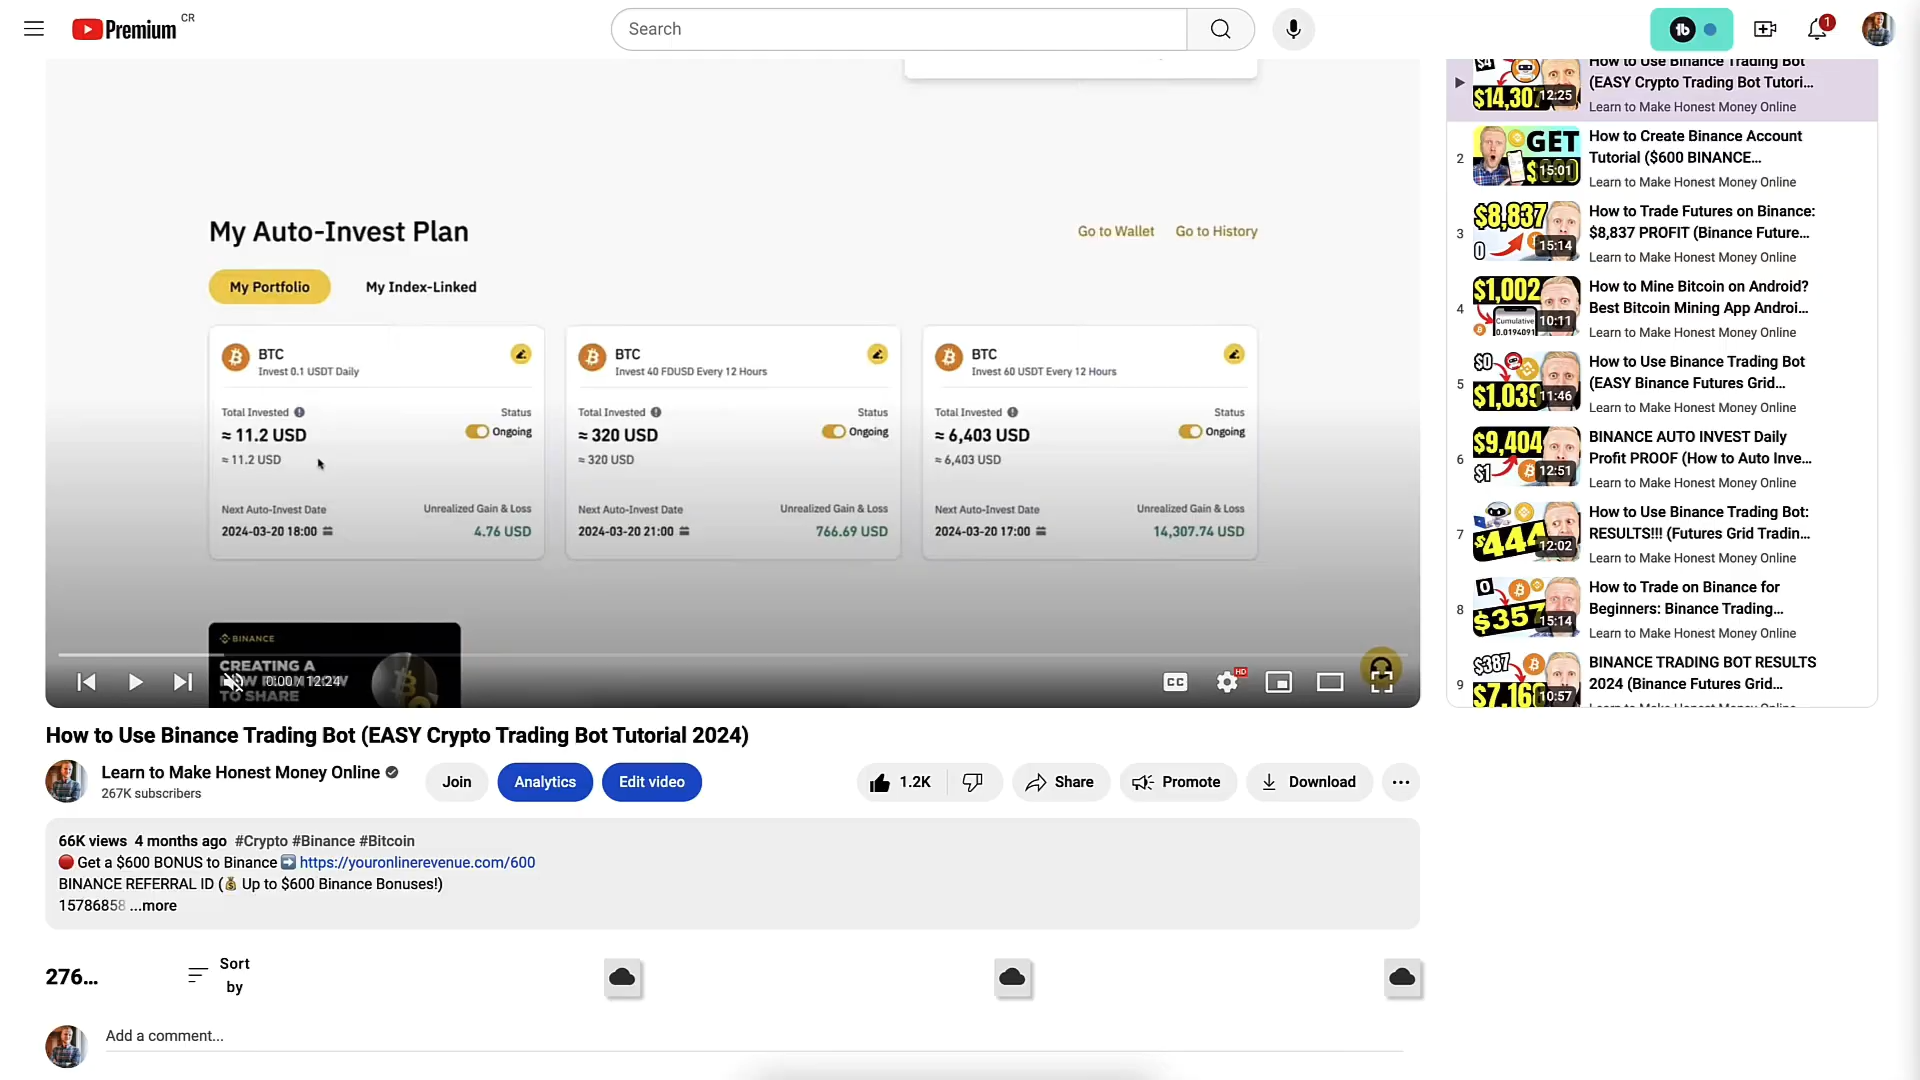 Premium CR
Search
1
My Auto-Invest Plan
Go to Wallet
Go to History
My Portfolio
My Index-Linked
BTC
Invest 0.1 USDT Daily
Total Invested
Status
≈ 11.2 USD
Ongoing
≈ 11.2 USD
Next Auto-Invest Date
Unrealized Gain & Loss
2024-03-20 18:00
4.76 USD
BTC
Invest 40 FDUSD Every 12 Hours
Total Invested
Status
≈ 320 USD
Ongoing
≈ 320 USD
Next Auto-Invest Date
Unrealized Gain & Loss
2024-03-20 21:00
766.69 USD
BTC
Invest 60 USDT Every 12 Hours
Total Invested
Status
≈ 6,403 USD
Ongoing
≈ 6,403 USD
Next Auto-Invest Date
Unrealized Gain & Loss
2024-03-20 17:00
14,307.74 USD
BINANCE
CREATING A
TO SHARE
0:00 / 12:24
CC
HD
How to Use Binance Trading Bot (EASY Crypto Trading Bot Tutorial 2024)
Learn to Make Honest Money Online
267K subscribers
Join
Analytics
Edit video
1.2K
Share
Promote
Download
66K views 4 months ago #Crypto #Binance #Bitcoin
Get a $600 BONUS to Binance https://youronlinerevenue.com/600
BINANCE REFERRAL ID ( Up to $600 Binance Bonuses!)
15786858 ...more
276...
Sort
by
Add a comment...
12:25
How to Use Binance Trading Bot
(EASY Crypto Trading Bot Tutori...
Learn to Make Honest Money Online
2
GET
15:01
How to Create Binance Account
Tutorial ($600 BINANCE...
Learn to Make Honest Money Online
3
$8,837
0
15:14
How to Trade Futures on Binance:
$8,837 PROFIT (Binance Future...
Learn to Make Honest Money Online
4
$1,002
Cumulative
0.0194091
10:11
How to Mine Bitcoin on Android?
Best Bitcoin Mining App Androi...
Learn to Make Honest Money Online
5
$0
$1,039
11:46
How to Use Binance Trading Bot
(EASY Binance Futures Grid...
Learn to Make Honest Money Online
6
$9,404
$1
12:51
BINANCE AUTO INVEST Daily
Profit PROOF (How to Auto Inve...
Learn to Make Honest Money Online
7
$444
12:02
How to Use Binance Trading Bot:
RESULTS!!! (Futures Grid Tradin...
Learn to Make Honest Money Online
8
0
$357
15:14
How to Trade on Binance for
Beginners: Binance Trading...
Learn to Make Honest Money Online
9
$387
10:57
BINANCE TRADING BOT RESULTS
2024 (Binance Futures Grid...